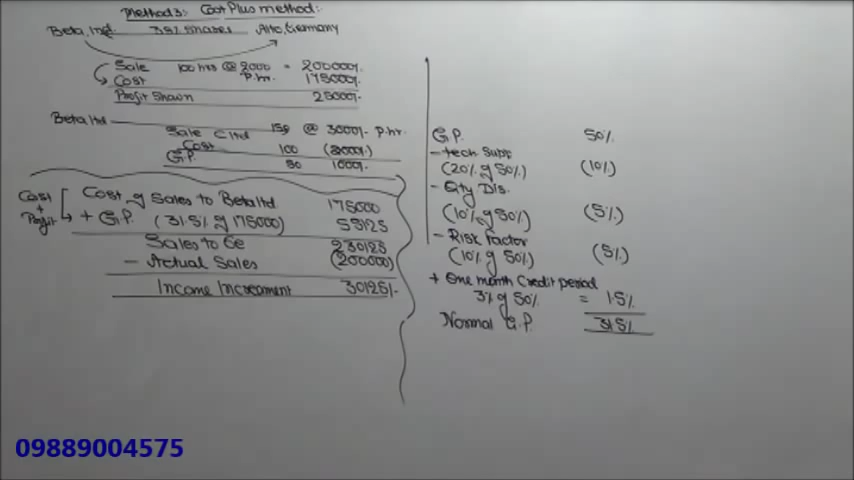 Method 3: Cost Plus method:
Beta, Ind. 35% Shares Alto, Germany
Sale 100 hrs @ 2000 P.hr. = 200000/-
Cost 175000/-
Profit Shown 25000/-
Beta ltd
Sale C ltd 150 @ 3000/- P.hr.
Cost 100 (2000/-)
G.P. 50 1000/-
Cost + Profit
Cost of Sales to Beta ltd 175000
+ G.P. (31.5% of 175000) 55125
Sales to Ce 230125
- Actual Sales (200000)
Income Increament 30125/-
G.P. 50%
- tech Supp
(20% of 50%) (10%)
- Qty Dis.
(10% of 50%) (5%)
- Risk Factor
(10% of 50%) (5%)
+ One month Credit period
3% of 50% = 1.5%
Normal G.P. 31.5%
09889004575